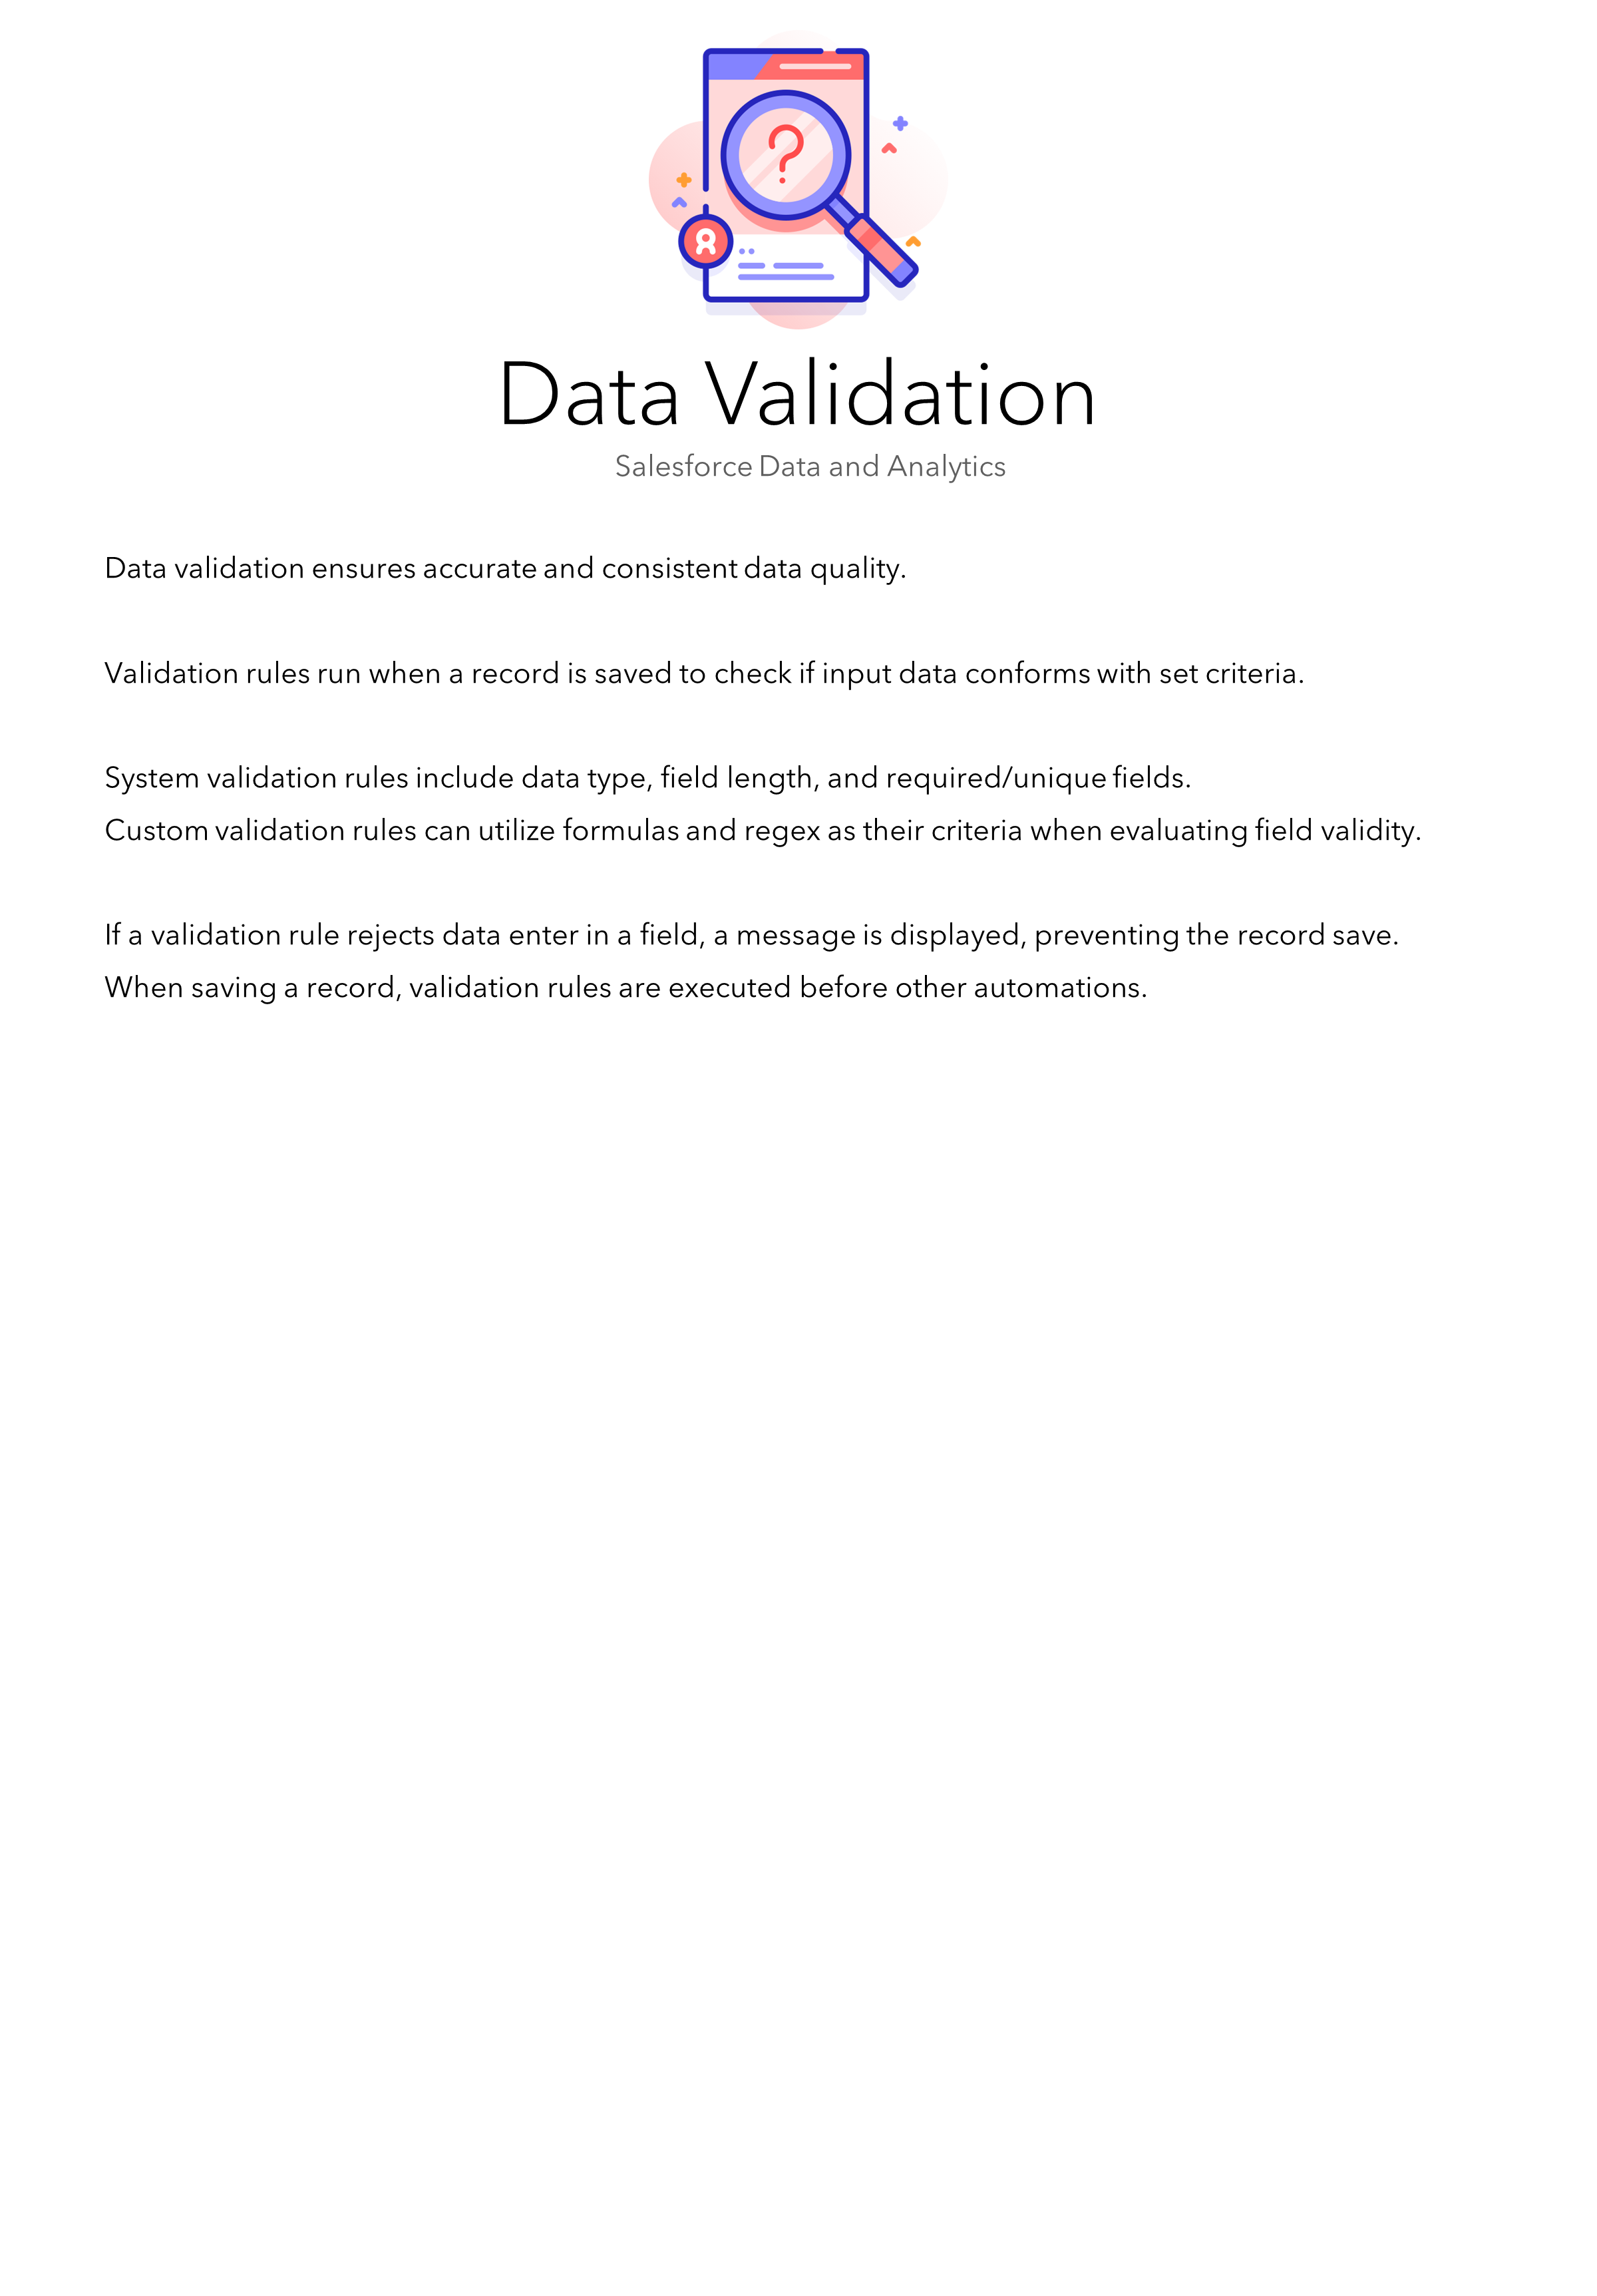 Data Validation
Salesforce Data and Analytics
Data validation ensures accurate and consistent data quality.
Validation rules run when a record is saved to check if input data conforms with set criteria.
System validation rules include data type, field length, and required/unique fields.
Custom validation rules can utilize formulas and regex as their criteria when evaluating field validity.
If a validation rule rejects data enter in a field, a message is displayed, preventing the record save.
When saving a record, validation rules are executed before other automations.